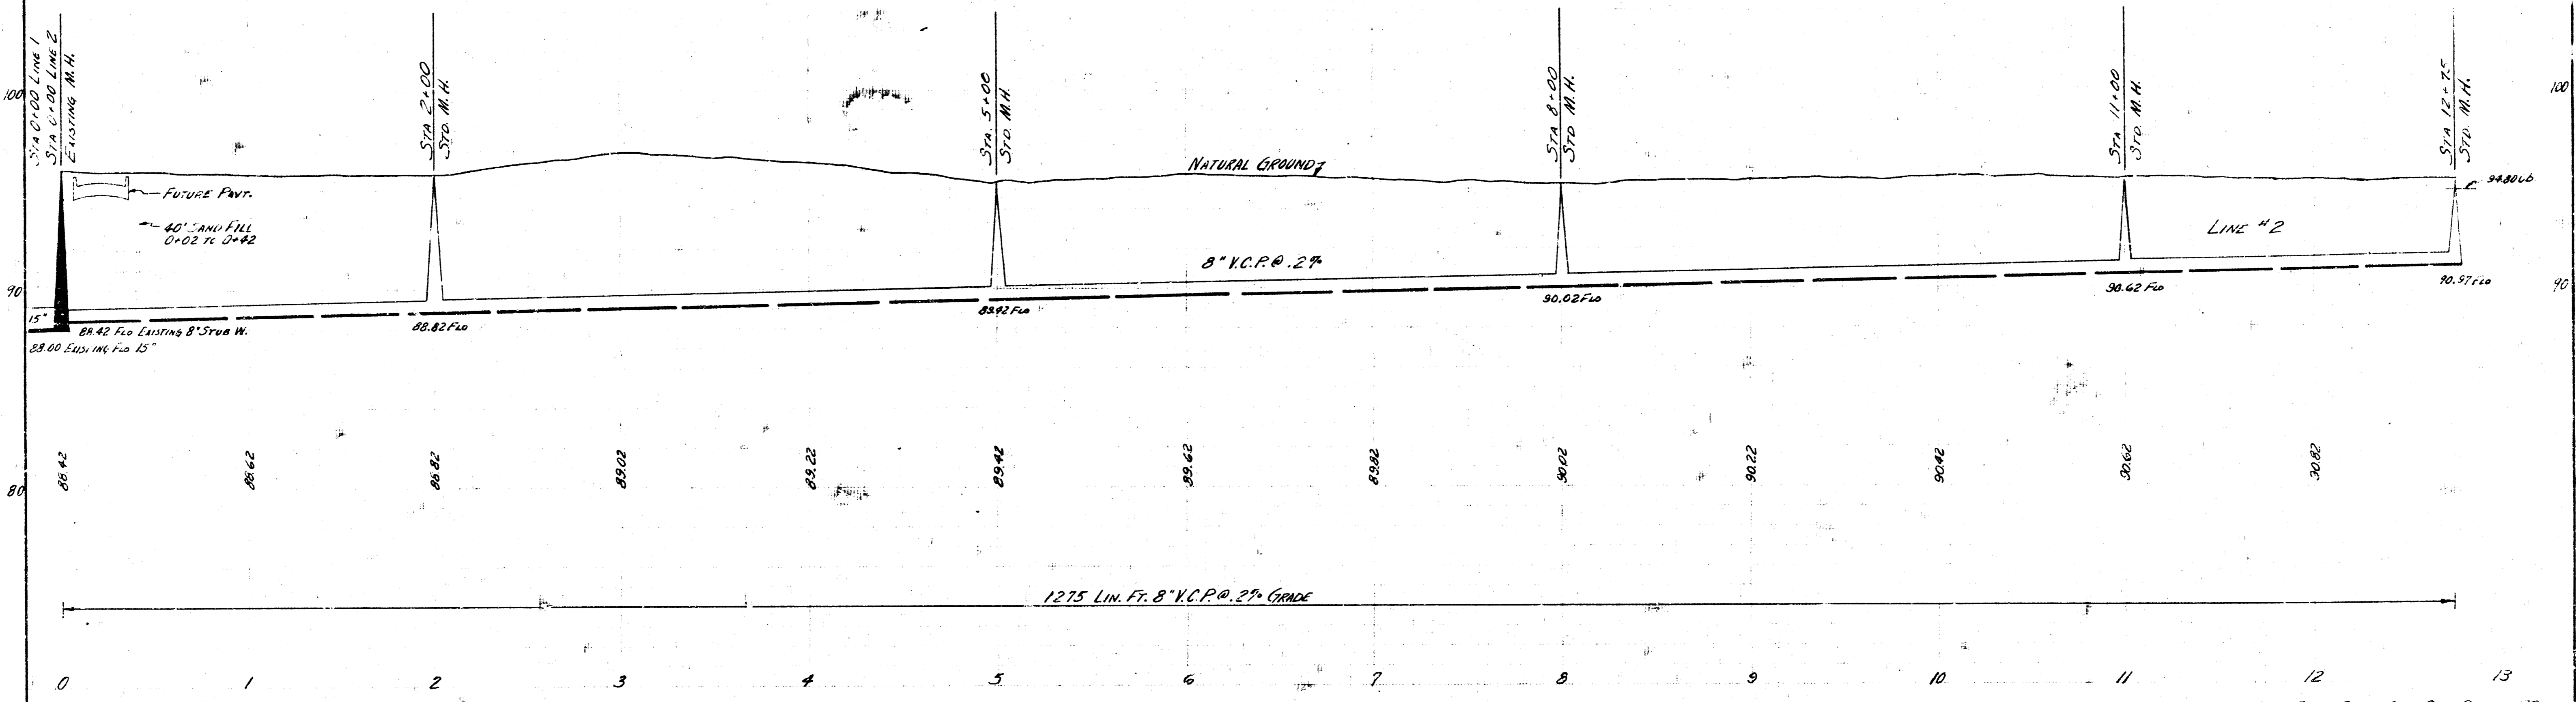 STA 0+00 LINE 1
STA 0+00 LINE 2
EXISTING M.H.
STA 2+00
STD. M.H.
STA. 5+00
STD. M.H.
STA 8+00
STD M.H.
STA 11+00
STD. M.H.
STA 12+75
STD. M.H.
100
100
NATURAL GROUND
FUTURE PAVT.
94.80
40' SAND FILL
0+02 TO 0+42
LINE #2
8" V.C.P. @ .2%
90
90
15"
88.42 FLO EXISTING 8" STUB W.
88.00 EXISTING FLO 15"
88.82 FLO
89.42 FLO
90.02 FLO
90.62 FLO
90.97 FLO
80
88.42
88.62
88.82
89.02
89.22
89.42
89.62
89.82
90.02
90.22
90.42
90.62
90.82
1275 LIN. FT. 8" V.C.P. @ .2% GRADE
0 1 2 3 4 5 6 7 8 9 10 11 12 13